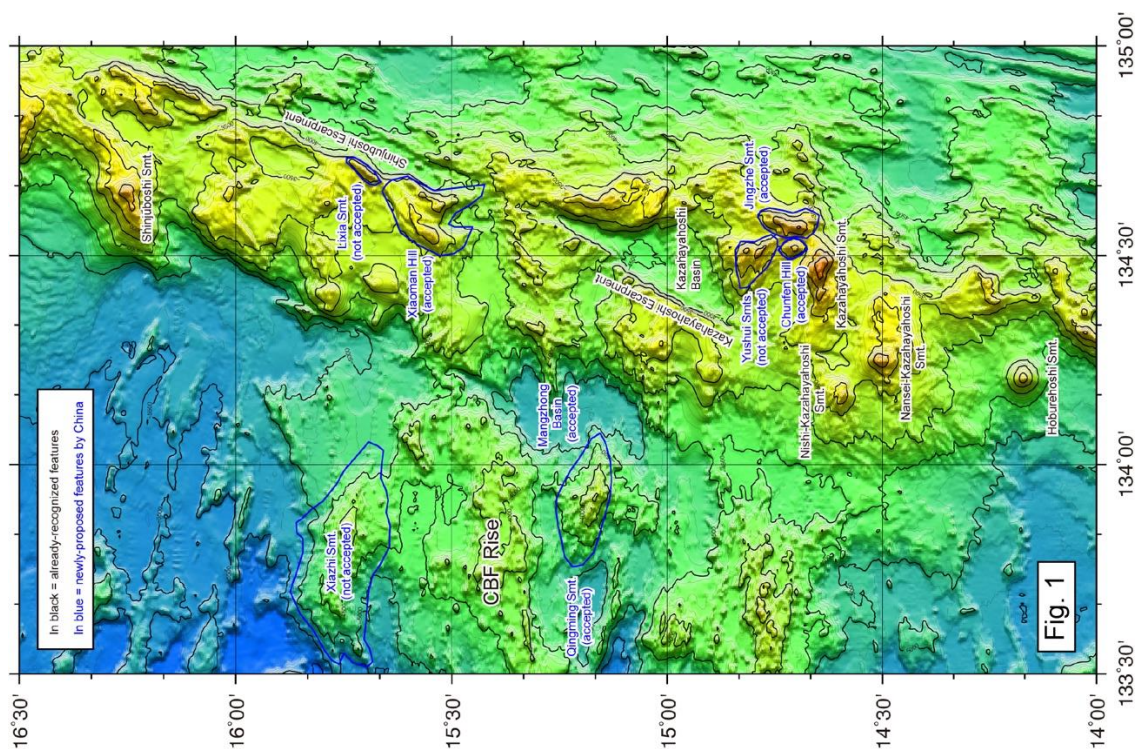 In black = already-recognized features
In blue = newly-proposed features by China
Shinjuboshi Smt.
Lixia Smt.
(not accepted)
Shinjuboshi Escarpment
Xiaoman Hill
(accepted)
Xiazhi Smt.
(not accepted)
CBF Rise
Mangzhong
Basin
(accepted)
Qingming Smt.
(accepted)
Kazahayahoshi Escarpment
Kazahayahoshi
Basin
Jingzhe Smt.
(accepted)
Yushui Smts
(not accepted)
Chunfen Hill
(accepted)
Kazahayahoshi Smt.
Nishi-Kazahayahoshi
Smt.
Nansei-Kazahayahoshi
Smt.
Hoburehoshi Smt.
Fig. 1
16°30'
16°00'
15°30'
15°00'
14°30'
14°00'
133°30'
134°00'
134°30'
135°00'